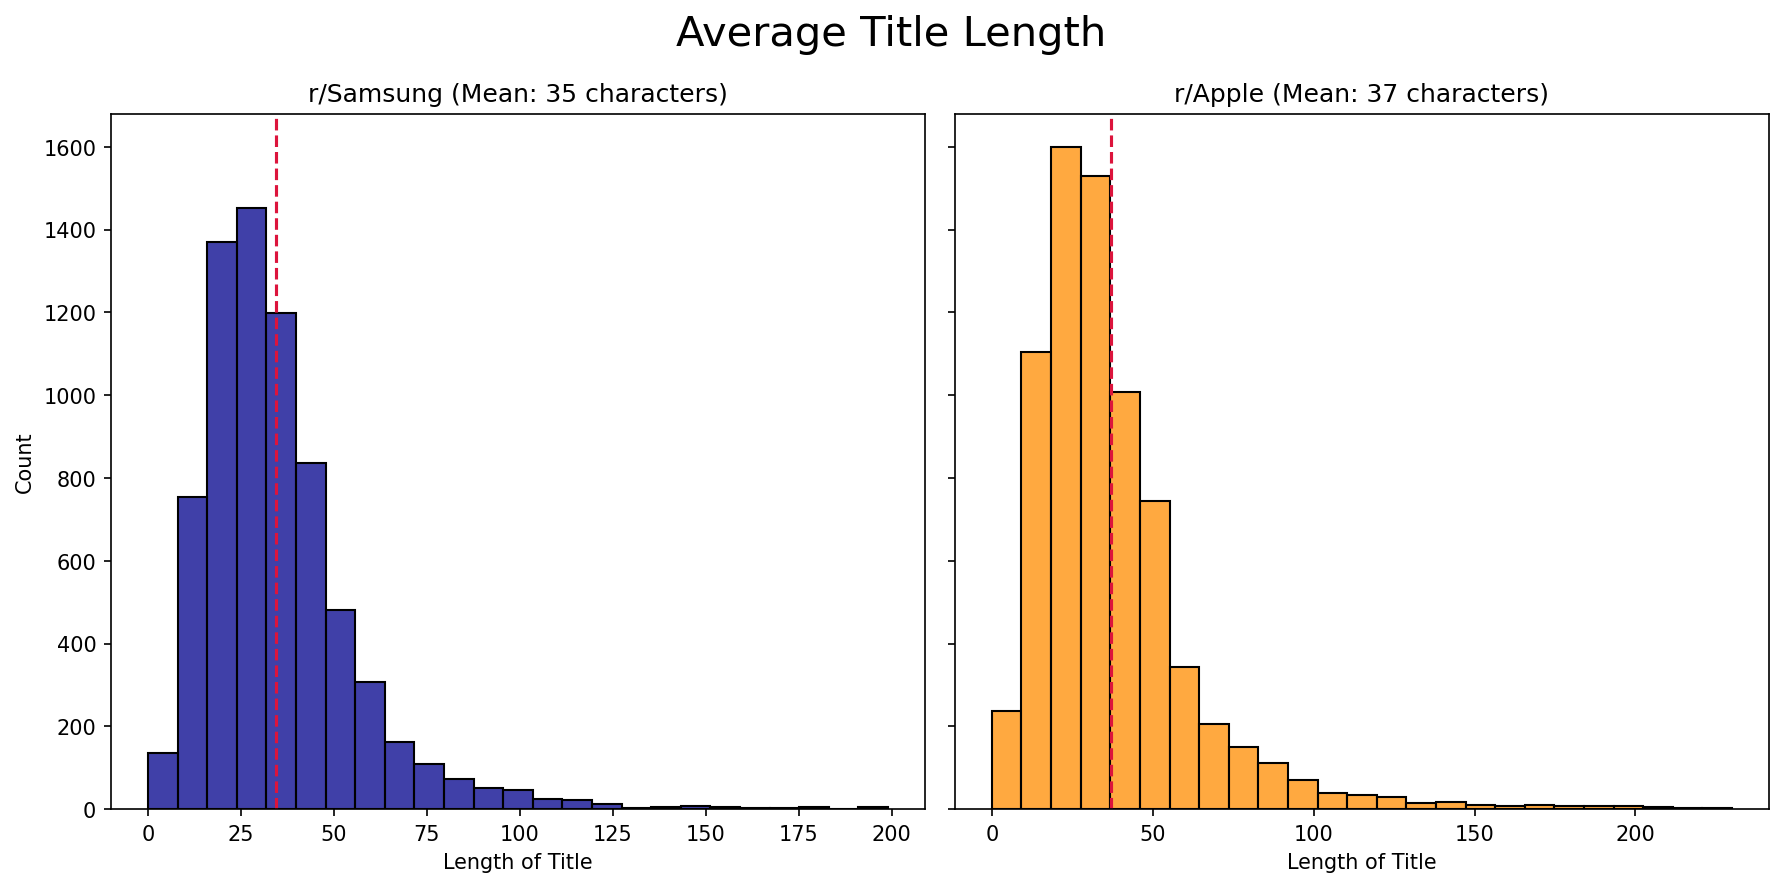 Average Title Length
r/Samsung (Mean: 35 characters)
r/Apple (Mean: 37 characters)
Count
1600
1400
1200
1000
800
600
400
200
0
0 25 50 75 100 125 150 175 200
0 50 100 150 200
Length of Title
Length of Title